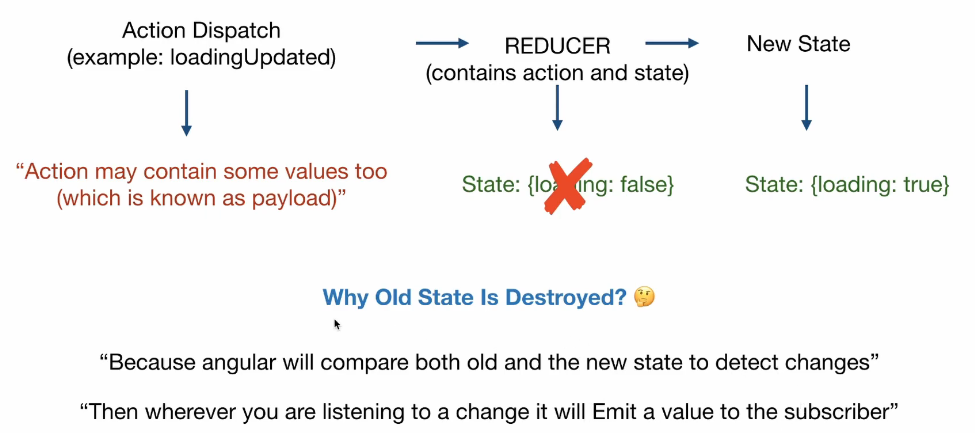 Action Dispatch
(example: loadingUpdated)
REDUCER
(contains action and state)
New State
“Action may contain some values too
(which is known as payload)”
State: {loading: false}
State: {loading: true}
Why Old State Is Destroyed? 🤔
“Because angular will compare both old and the new state to detect changes”
“Then wherever you are listening to a change it will Emit a value to the subscriber”